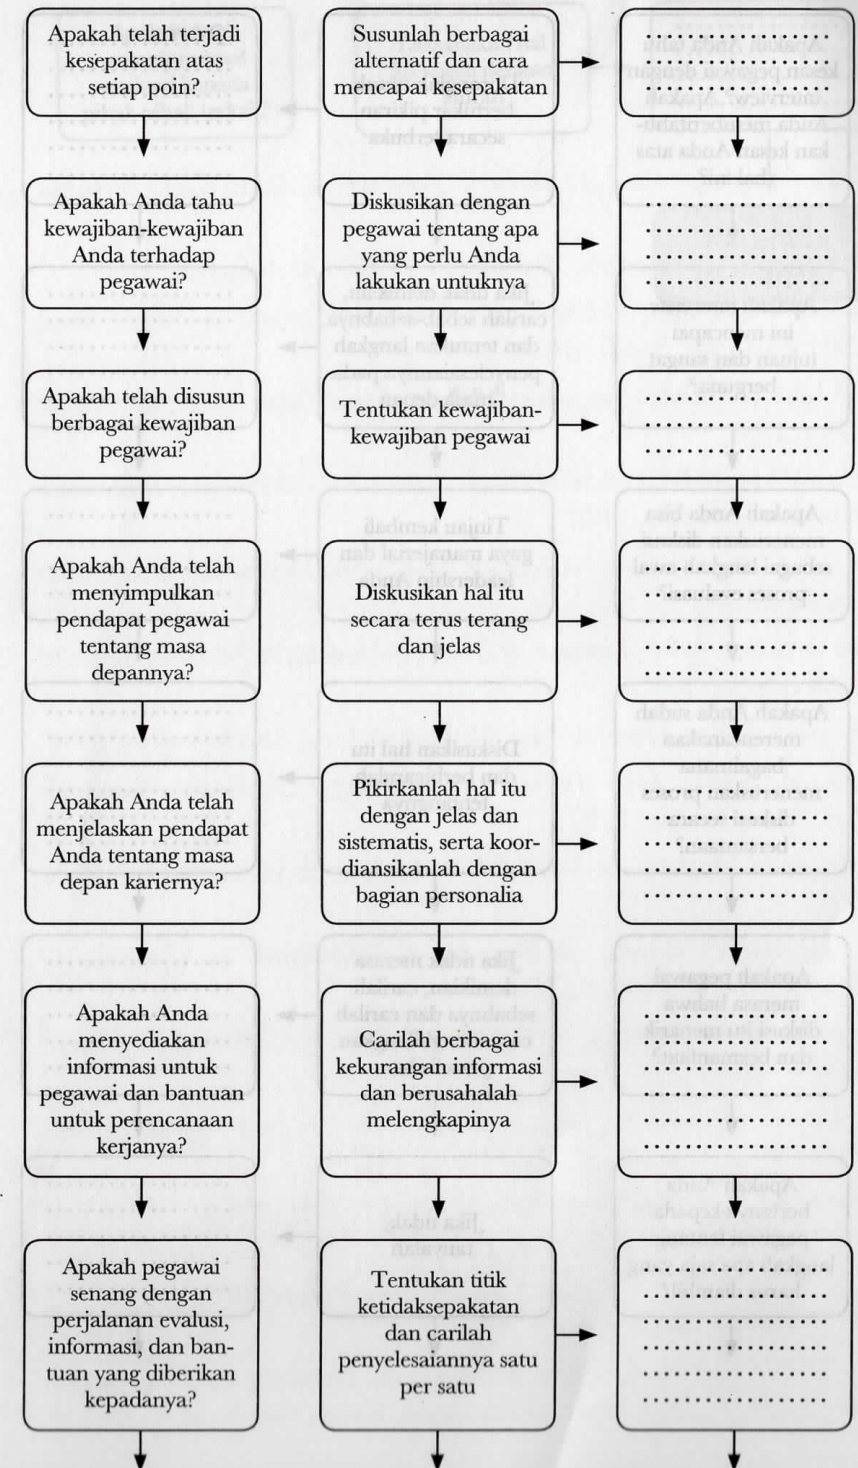 Apakah telah terjadi
kesepakatan atas
setiap poin?
Susunlah berbagai
alternatif dan cara
mencapai kesepakatan
Apakah Anda tahu
kewajiban-kewajiban
Anda terhadap
pegawai?
Diskusikan dengan
pegawai tentang apa
yang perlu Anda
lakukan untuknya
Apakah telah disusun
berbagai kewajiban
pegawai?
Tentukan kewajiban-
kewajiban pegawai
Apakah Anda telah
menyimpulkan
pendapat pegawai
tentang masa
depannya?
Diskusikan hal itu
secara terus terang
dan jelas
Apakah Anda telah
menjelaskan pendapat
Anda tentang masa
depan kariernya?
Pikirkanlah hal itu
dengan jelas dan
sistematis, serta koor-
diansikanlah dengan
bagian personalia
Apakah Anda
menyediakan
informasi untuk
pegawai dan bantuan
untuk perencanaan
kerjanya?
Carilah berbagai
kekurangan informasi
dan berusahalah
melengkapinya
Apakah pegawai
senang dengan
perjalanan evalusi,
informasi, dan ban-
tuan yang diberikan
kepadanya?
Tentukan titik
ketidaksepakatan
dan carilah
penyelesaiannya satu
per satu